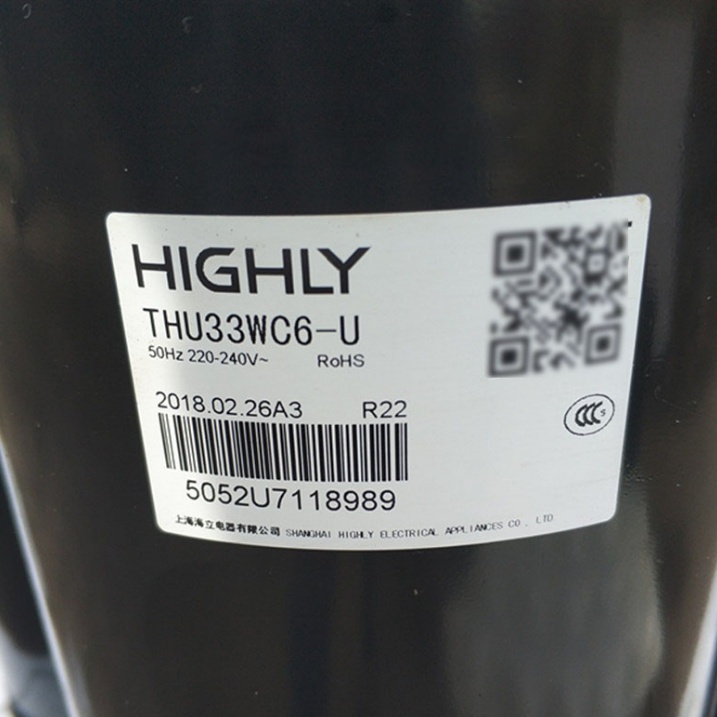 HIGHLY
THU33WC6-U
50Hz 220-240V~ RoHS
2018.02.26A3 R22
5052U7118989
CCC S
上海海立电器有限公司 SHANGHAI HIGHLY ELECTRICAL APPLIANCES CO., LTD